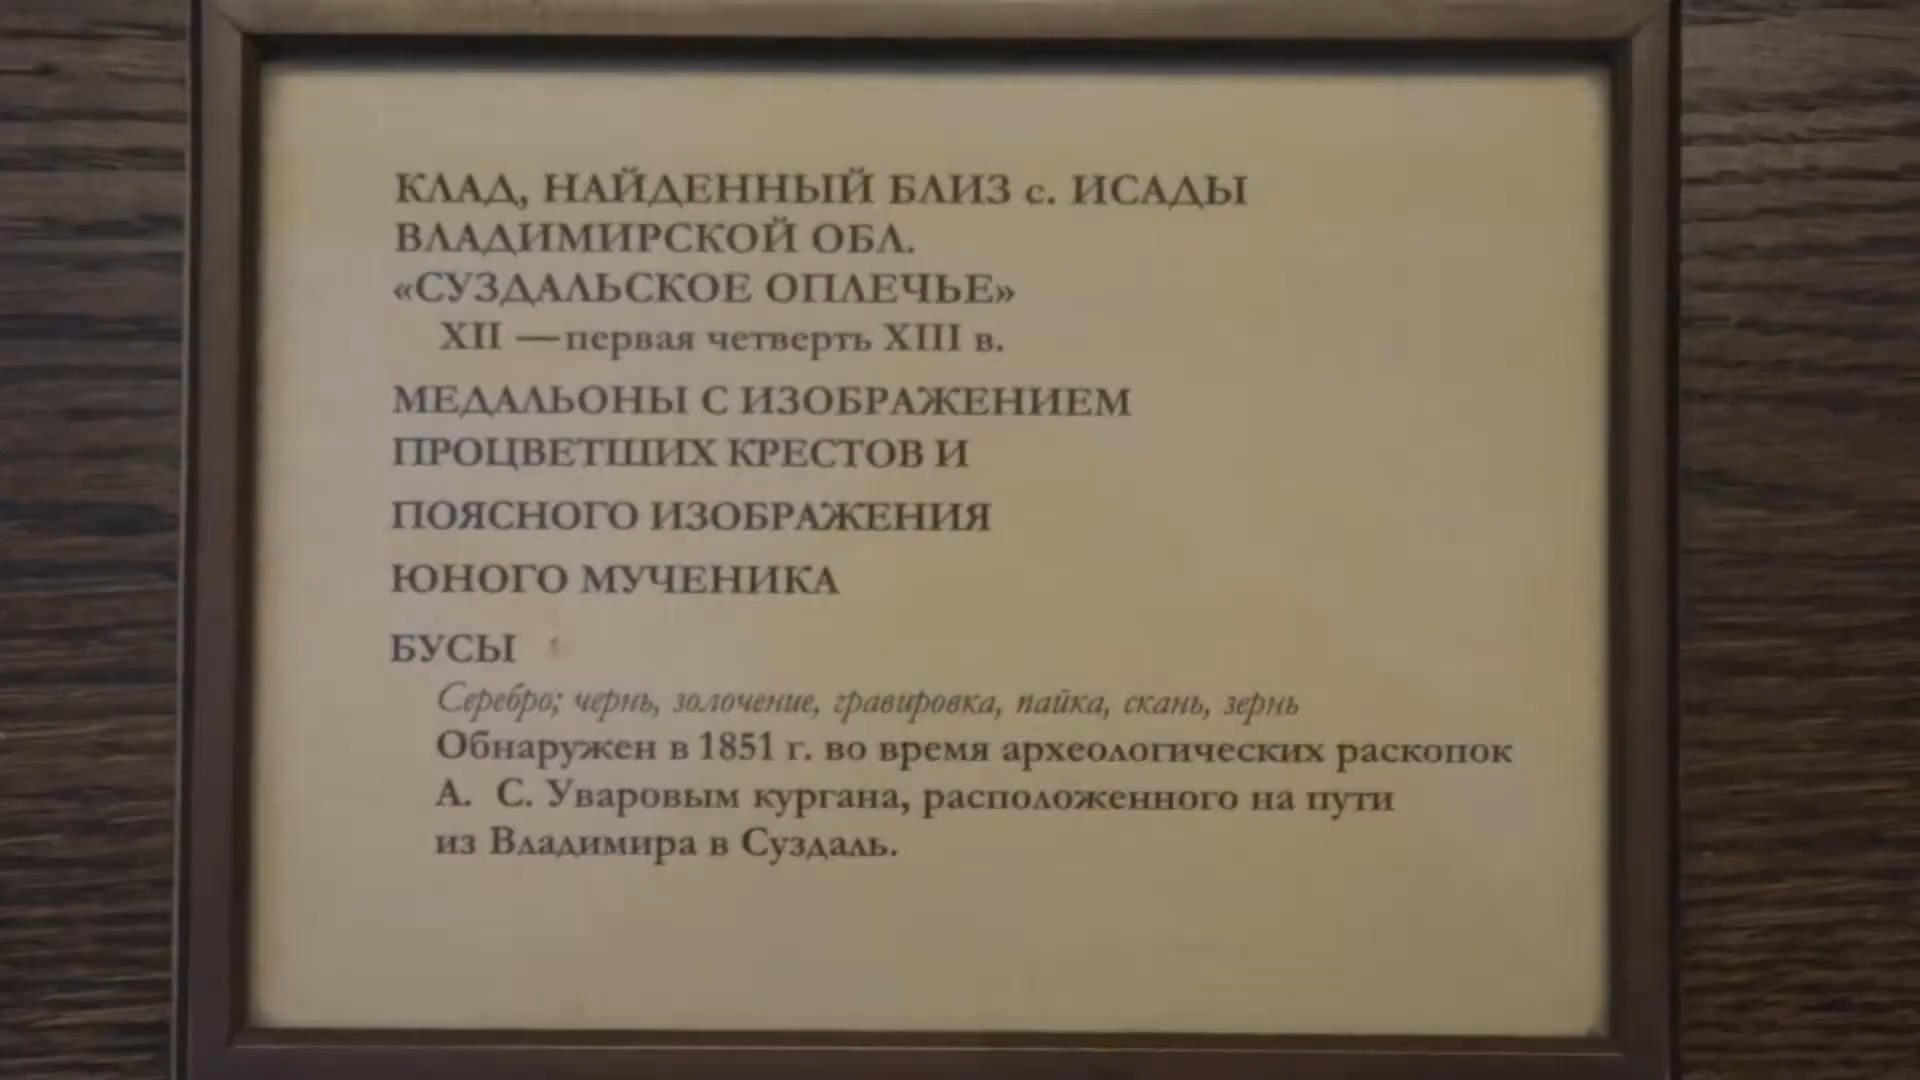 КЛАД, НАЙДЕННЫЙ БЛИЗ с. ИСАДЫ
ВЛАДИМИРСКОЙ ОБЛ.
«СУЗДАЛЬСКОЕ ОПЛЕЧЬЕ»
XII — первая четверть XIII в.
МЕДАЛЬОНЫ С ИЗОБРАЖЕНИЕМ
ПРОЦВЕТШИХ КРЕСТОВ И
ПОЯСНОГО ИЗОБРАЖЕНИЯ
ЮНОГО МУЧЕНИКА
БУСЫ
Серебро; чернь, золочение, гравировка, пайка, скань, зернь
Обнаружен в 1851 г. во время археологических раскопок
А. С. Уваровым кургана, расположенного на пути
из Владимира в Суздаль.